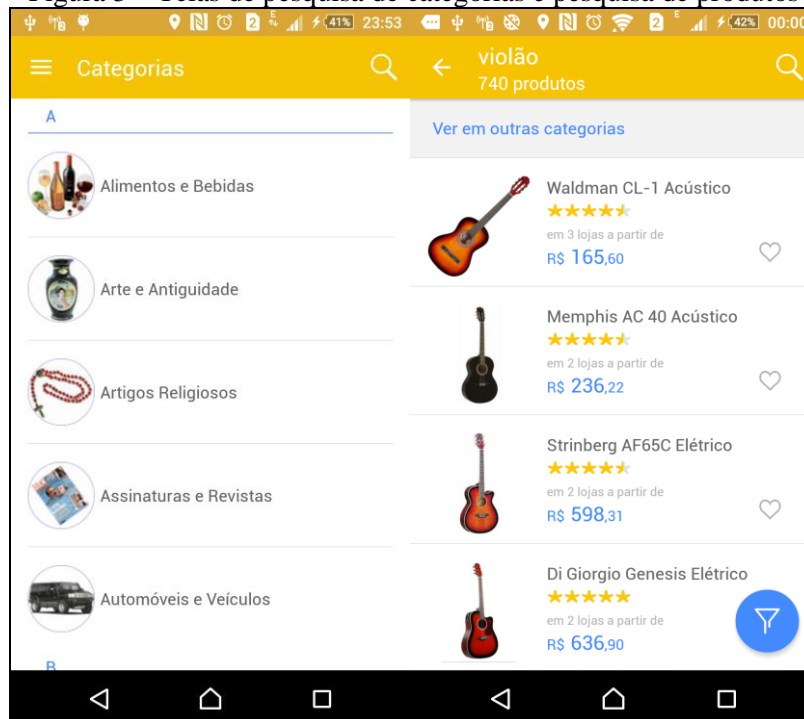 Figura 3 – Telas de pesquisa de categorias e pesquisa de produtos
2 41% 23:53
2 42% 00:00
Categorias
A
Alimentos e Bebidas
Arte e Antiguidade
Artigos Religiosos
Assinaturas e Revistas
Automóveis e Veículos
B
violão
740 produtos
Ver em outras categorias
Waldman CL-1 Acústico
em 3 lojas a partir de
R$ 165,60
Memphis AC 40 Acústico
em 2 lojas a partir de
R$ 236,22
Strinberg AF65C Elétrico
em 2 lojas a partir de
R$ 598,31
Di Giorgio Genesis Elétrico
em 2 lojas a partir de
R$ 636,90